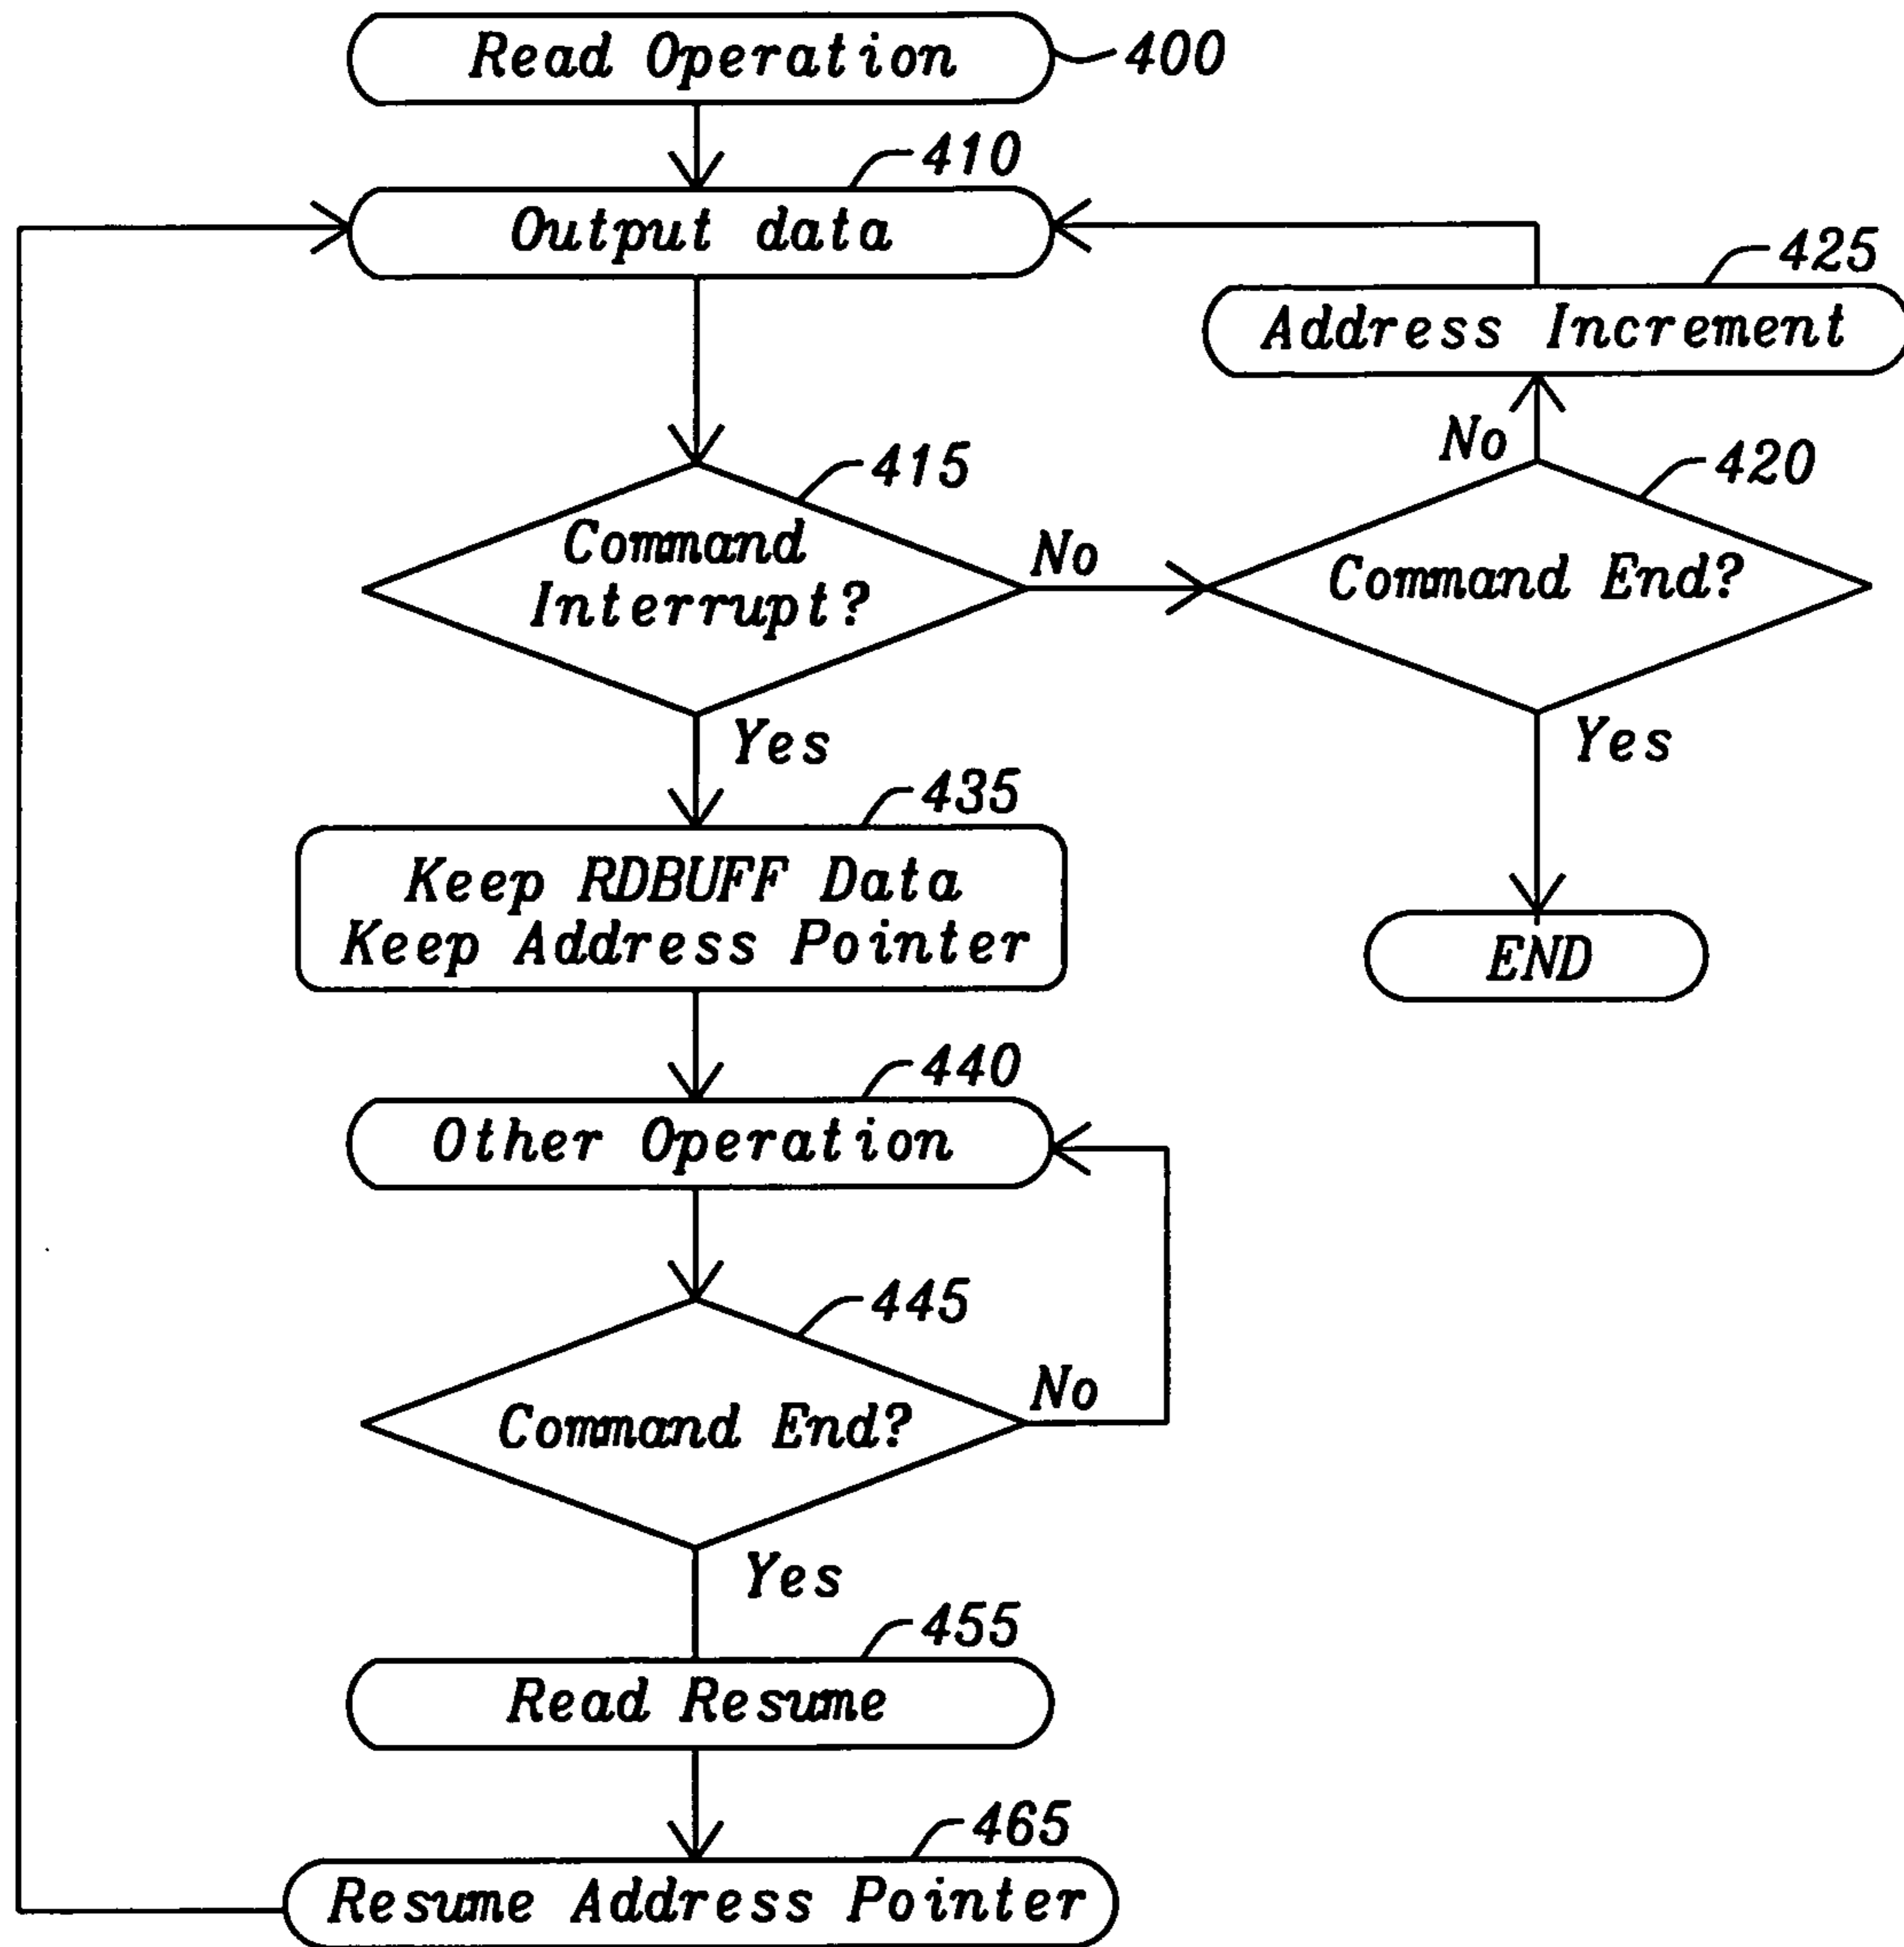 Read Operation
400
410
Output data
425
Address Increment
No
420
415
Command
Interrupt?
No
Command End?
Yes
Yes
435
Keep RDBUFF Data
Keep Address Pointer
END
440
Other Operation
445
No
Command End?
Yes
455
Read Resume
465
Resume Address Pointer